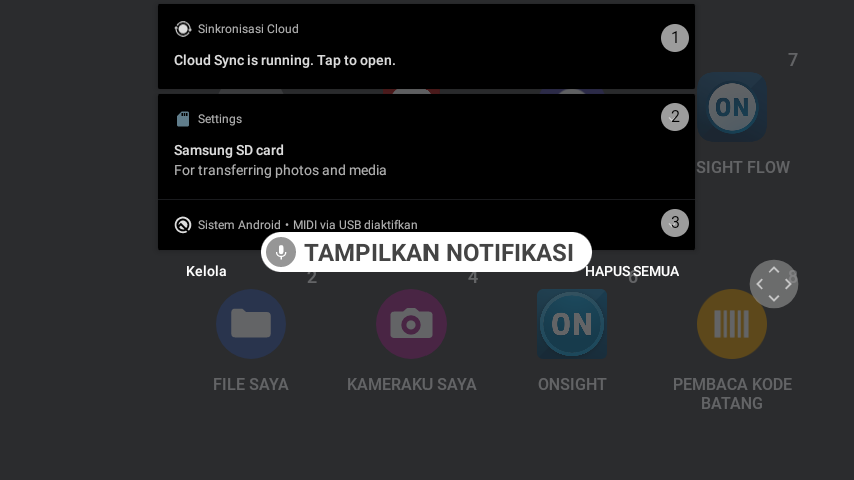 Sinkronisasi Cloud
1
Cloud Sync is running. Tap to open.
7
Settings
2
Samsung SD card
For transferring photos and media
ON
SIGHT FLOW
Sistem Android • MIDI via USB diaktifkan
3
TAMPILKAN NOTIFIKASI
Kelola
HAPUS SEMUA
2
4
6
8
ON
FILE SAYA
KAMERAKU SAYA
ONSIGHT
PEMBACA KODE
BATANG